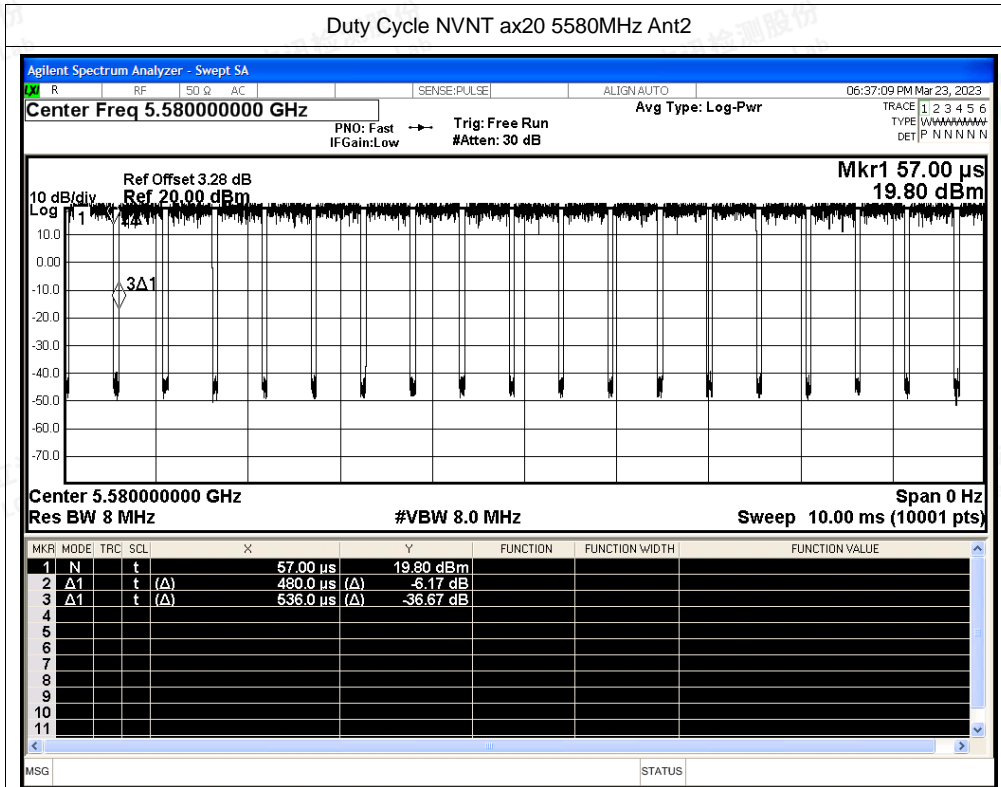 Duty Cycle NVNT ax20 5580MHz Ant2
Agilent Spectrum Analyzer - Swept SA
LXI R RF 50 Ω AC SENSE:PULSE ALIGN AUTO 06:37:09 PM Mar 23, 2023
Center Freq 5.580000000 GHz Avg Type: Log-Pwr TRACE 1 2 3 4 5 6
PNO: Fast Trig: Free Run TYPE WWWWWW
IFGain:Low #Atten: 30 dB DET P N N N N N
Mkr1 57.00 µs
Ref Offset 3.28 dB
10 dB/div Ref 20.00 dBm 19.80 dBm
Log
1
10.0
0.00
3Δ1
-10.0
-20.0
-30.0
-40.0
-50.0
-60.0
-70.0
Center 5.580000000 GHz Span 0 Hz
Res BW 8 MHz #VBW 8.0 MHz Sweep 10.00 ms (10001 pts)
MKR MODE TRC SCL X Y FUNCTION FUNCTION WIDTH FUNCTION VALUE
1 N t 57.00 µs 19.80 dBm
2 Δ1 t (Δ) 480.0 µs (Δ) -6.17 dB
3 Δ1 t (Δ) 536.0 µs (Δ) -36.67 dB
4
5
6
7
8
9
10
11
MSG STATUS